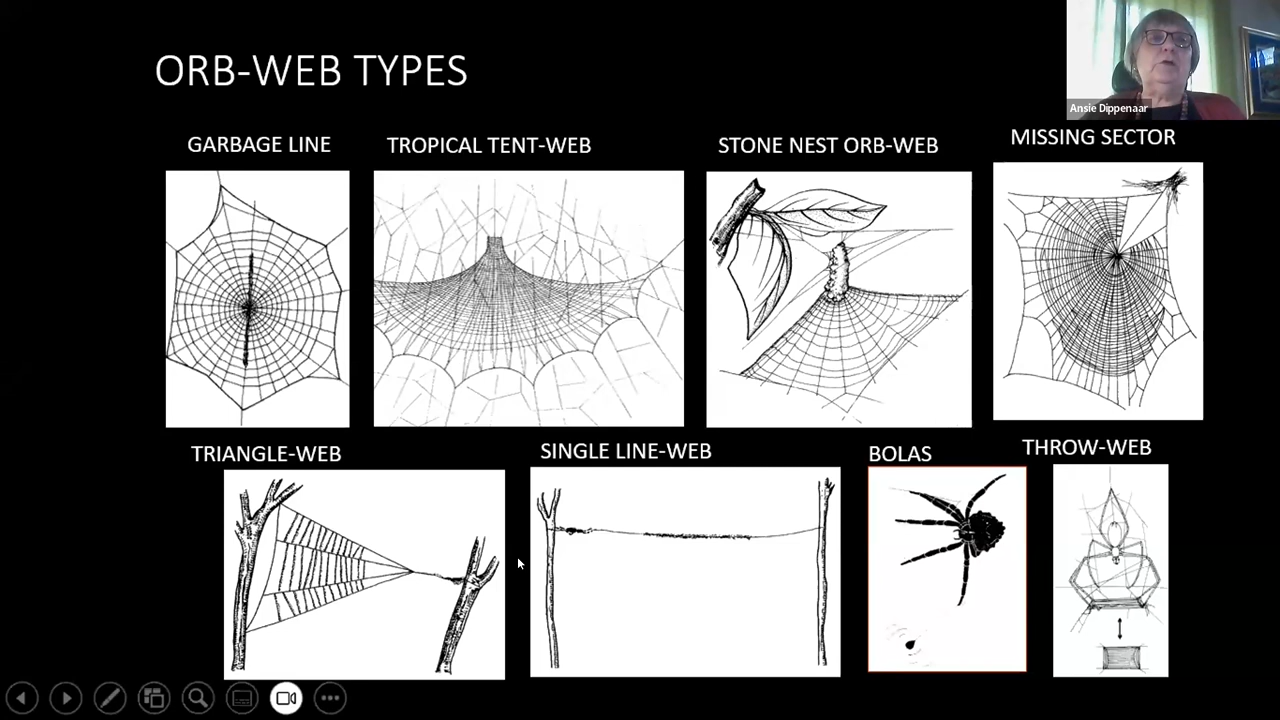 ORB-WEB TYPES
Ansie Dippenaar
GARBAGE LINE
TROPICAL TENT-WEB
STONE NEST ORB-WEB
MISSING SECTOR
TRIANGLE-WEB
SINGLE LINE-WEB
BOLAS
THROW-WEB